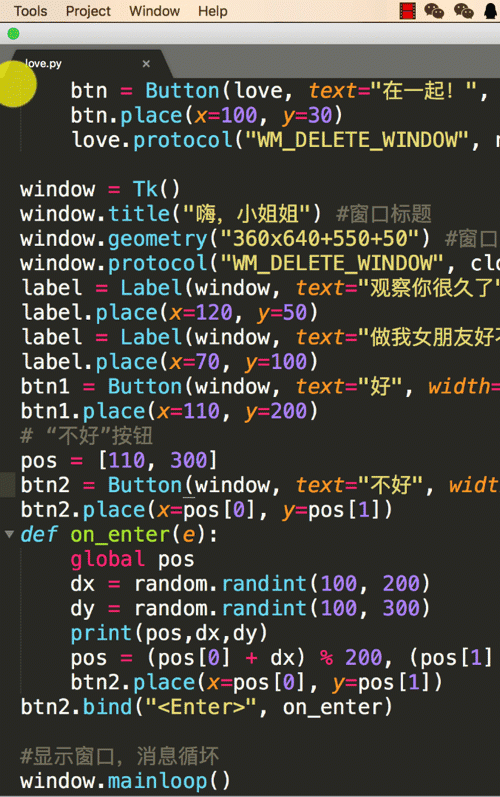 Tools Project Window Help
love.py ×
btn = Button(love, text="在一起！",
btn.place(x=100, y=30)
love.protocol("WM_DELETE_WINDOW",
window = Tk()
window.title("嗨，小姐姐") #窗口标题
window.geometry("360x640+550+50") #窗口
window.protocol("WM_DELETE_WINDOW", clo
label = Label(window, text="观察你很久了"
label.place(x=120, y=50)
label = Label(window, text="做我女朋友好不
label.place(x=70, y=100)
btn1 = Button(window, text="好", width=
btn1.place(x=110, y=200)
# “不好”按钮
pos = [110, 300]
btn2 = Button(window, text="不好", widt
btn2.place(x=pos[0], y=pos[1])
def on_enter(e):
global pos
dx = random.randint(100, 200)
dy = random.randint(100, 300)
print(pos,dx,dy)
pos = (pos[0] + dx) % 200, (pos[1]
btn2.place(x=pos[0], y=pos[1])
btn2.bind("<Enter>", on_enter)
#显示窗口，消息循环
window.mainloop()